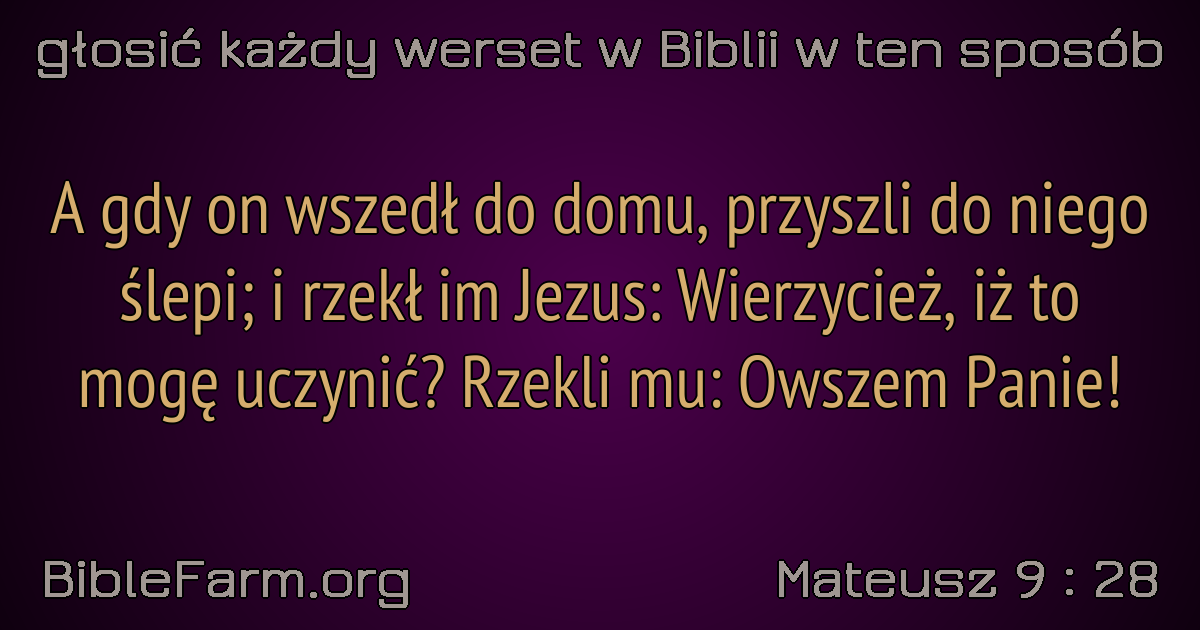 głosić każdy werset w Biblii w ten sposób
A gdy on wszedł do domu, przyszli do niego
ślepi; i rzekł im Jezus: Wierzycież, iż to
mogę uczynić? Rzekli mu: Owszem Panie!
BibleFarm.org
Mateusz 9 : 28